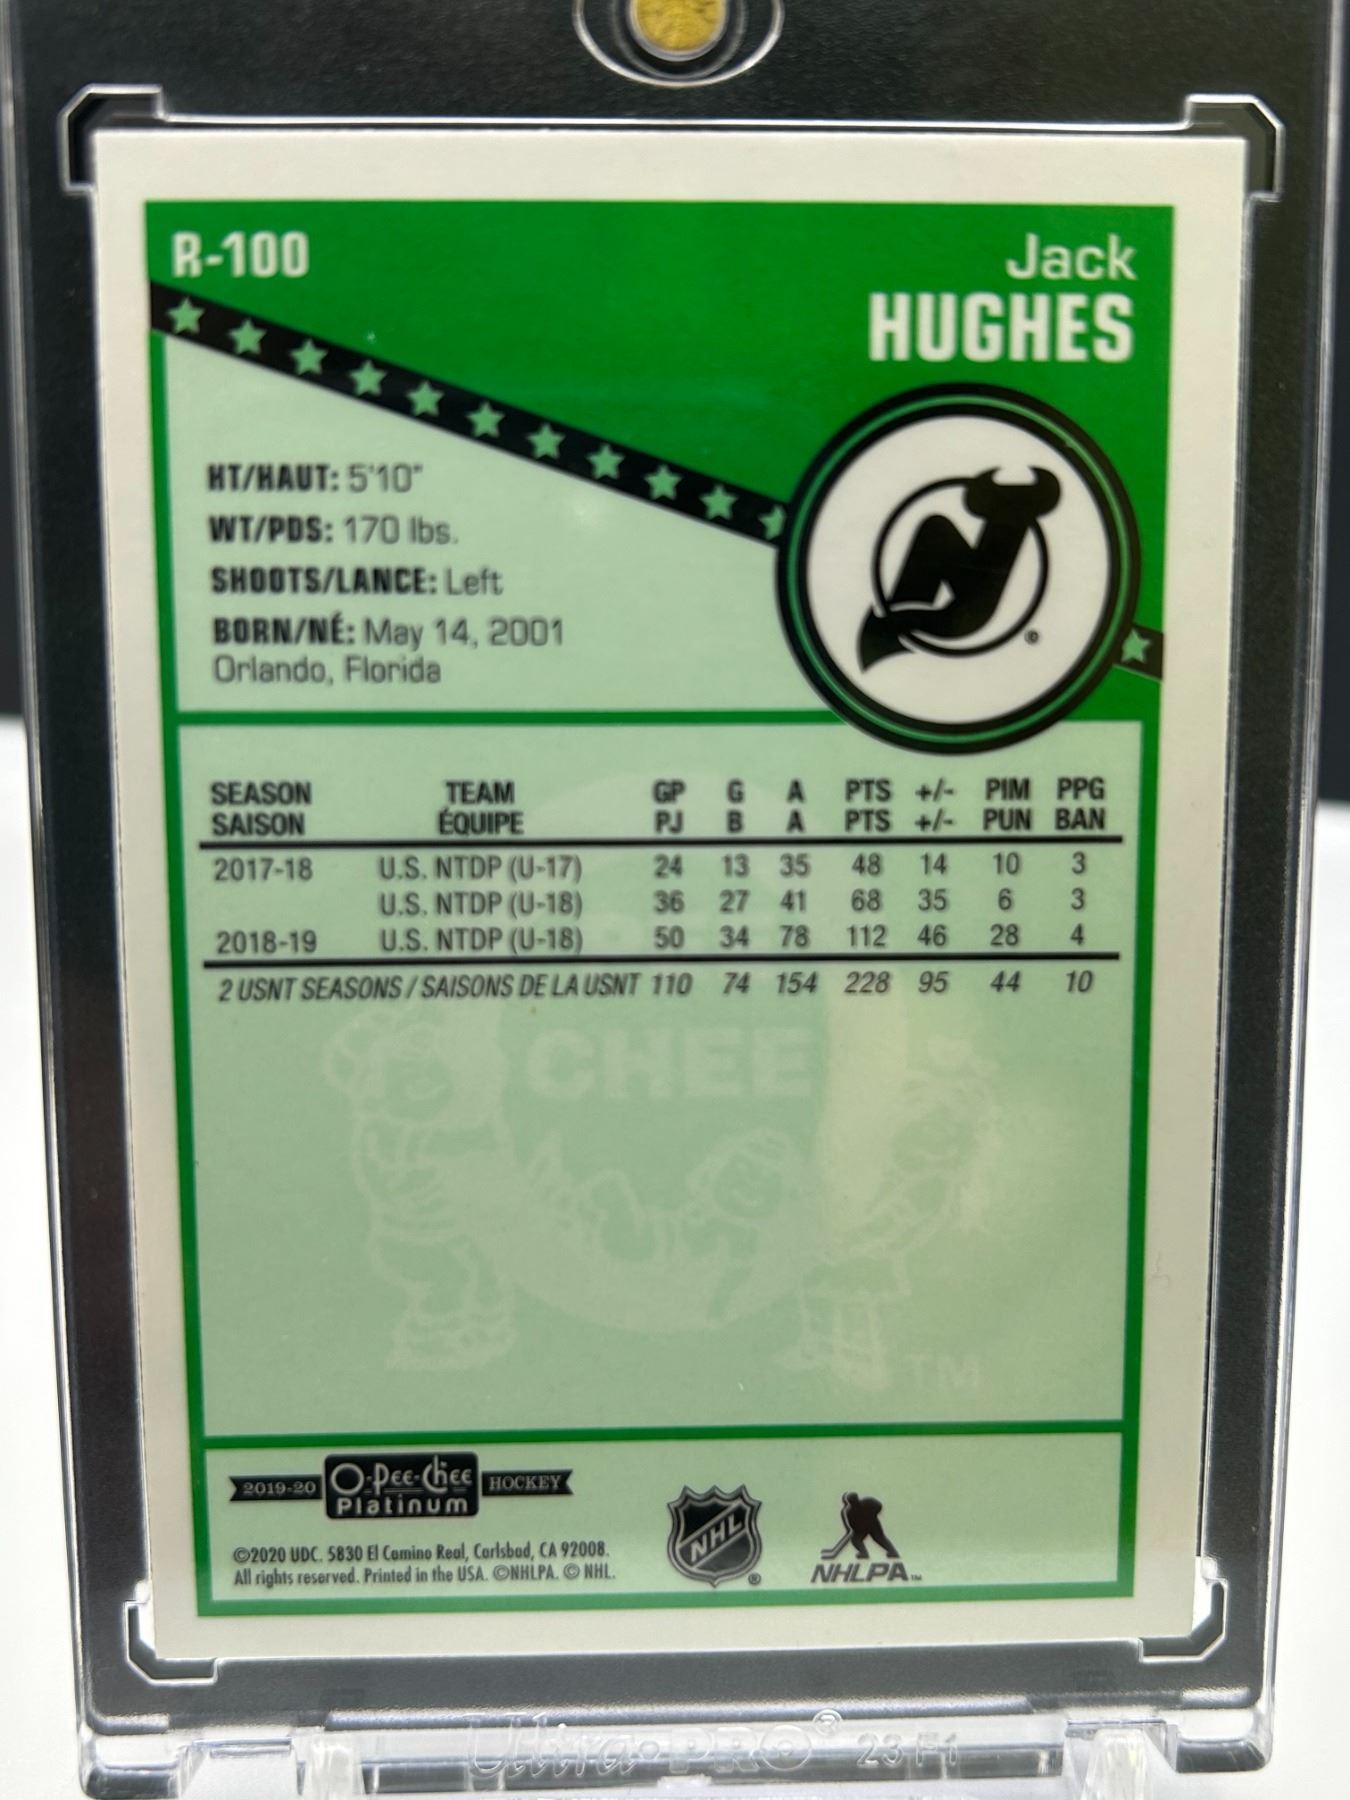 R-100
Jack
HUGHES
HT/HAUT: 5'10"
WT/PDS: 170 lbs.
SHOOTS/LANCE: Left
BORN/NÉ: May 14, 2001
Orlando, Florida
©
SEASON TEAM GP G A PTS +/- PIM PPG
SAISON ÉQUIPE PJ B A PTS +/- PUN BAN
2017-18 U.S. NTDP (U-17) 24 13 35 48 14 10 3
U.S. NTDP (U-18) 36 27 41 68 35 6 3
2018-19 U.S. NTDP (U-18) 50 34 78 112 46 28 4
2 USNT SEASONS / SAISONS DE LA USNT 110 74 154 228 95 44 10
CHEE
TM
2019-20 O-Pee-Chee HOCKEY
Platinum
©2020 UDC. 5830 El Camino Real, Carlsbad, CA 92008.
All rights reserved. Printed in the USA. ©NHLPA. © NHL.
NHL ®
NHLPA™
Ultra•PRO® 23F1